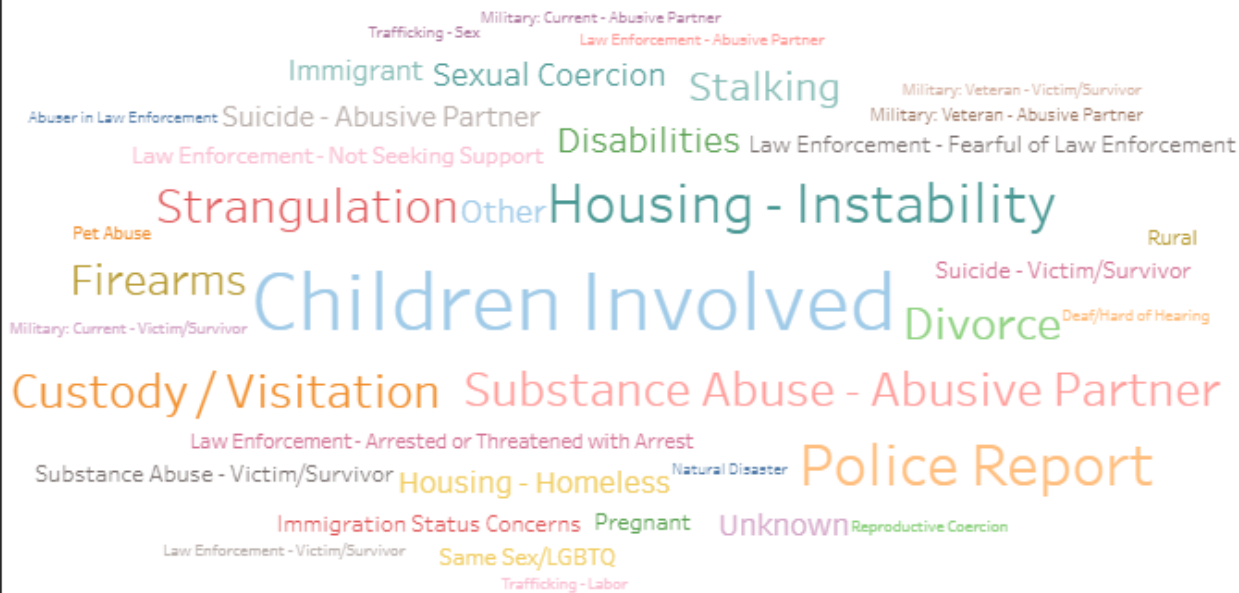 Military: Current - Abusive Partner
Trafficking - Sex
Law Enforcement - Abusive Partner
Immigrant
Sexual Coercion
Stalking
Military: Veteran - Victim/Survivor
Abuser in Law Enforcement
Suicide - Abusive Partner
Military: Veteran - Abusive Partner
Law Enforcement - Not Seeking Support
Disabilities
Law Enforcement - Fearful of Law Enforcement
Strangulation
Other
Housing - Instability
Pet Abuse
Rural
Firearms
Children Involved
Suicide - Victim/Survivor
Military: Current - Victim/Survivor
Divorce
Deaf/Hard of Hearing
Custody / Visitation
Substance Abuse - Abusive Partner
Law Enforcement - Arrested or Threatened with Arrest
Substance Abuse - Victim/Survivor
Housing - Homeless
Natural Disaster
Police Report
Immigration Status Concerns
Pregnant
Unknown
Reproductive Coercion
Law Enforcement - Victim/Survivor
Same Sex/LGBTQ
Trafficking - Labor